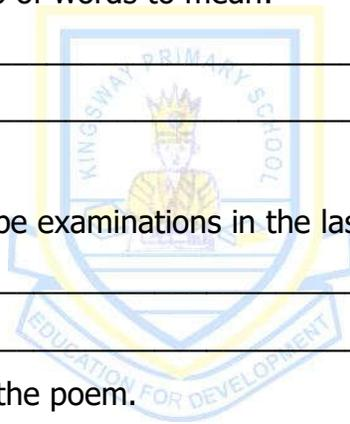 of words to mean.
KINGSWAY PRIMARY SCHOOL
be examinations in the las
EDUCATION FOR DEVELOPMENT
the poem.